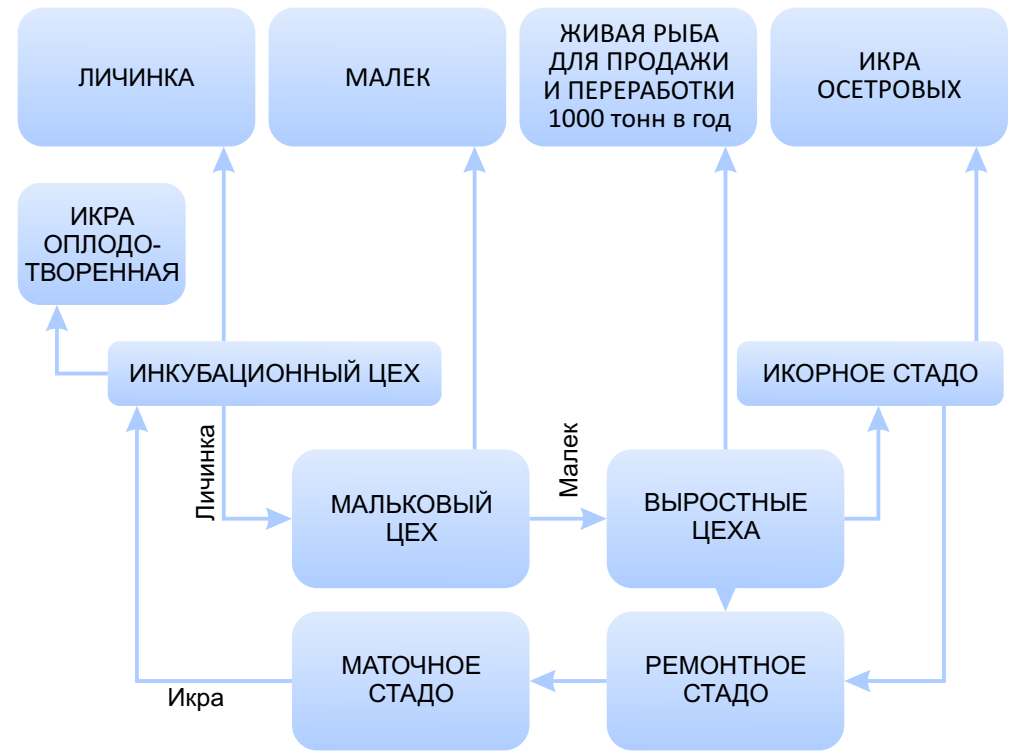 ЛИЧИНКА
МАЛЕК
ЖИВАЯ РЫБА
ДЛЯ ПРОДАЖИ
И ПЕРЕРАБОТКИ
1000 тонн в год
ИКРА
ОСЕТРОВЫХ
ИКРА
ОПЛОДО-
ТВОРЕННАЯ
ИНКУБАЦИОННЫЙ ЦЕХ
ИКОРНОЕ СТАДО
Личинка
МАЛЬКОВЫЙ
ЦЕХ
Малек
ВЫРОСТНЫЕ
ЦЕХА
МАТОЧНОЕ
СТАДО
РЕМОНТНОЕ
СТАДО
Икра